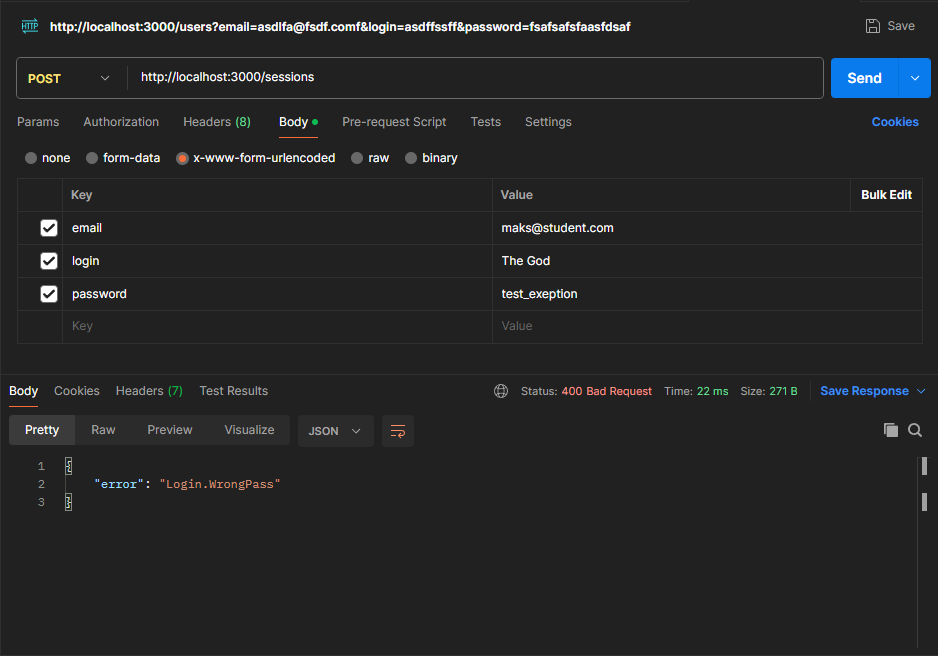 HTTP http://localhost:3000/users?email=asdlfa@fsdf.comf&login=asdffssff&password=fsafsafsfaasfdsaf Save
POST http://localhost:3000/sessions Send
Params Authorization Headers (8) Body Pre-request Script Tests Settings Cookies
none form-data x-www-form-urlencoded raw binary
Key Value Bulk Edit
email maks@student.com
login The God
password test_exeption
Key Value
Body Cookies Headers (7) Test Results Status: 400 Bad Request Time: 22 ms Size: 271 B Save Response
Pretty Raw Preview Visualize JSON
1 {
2 "error": "Login.WrongPass"
3 }